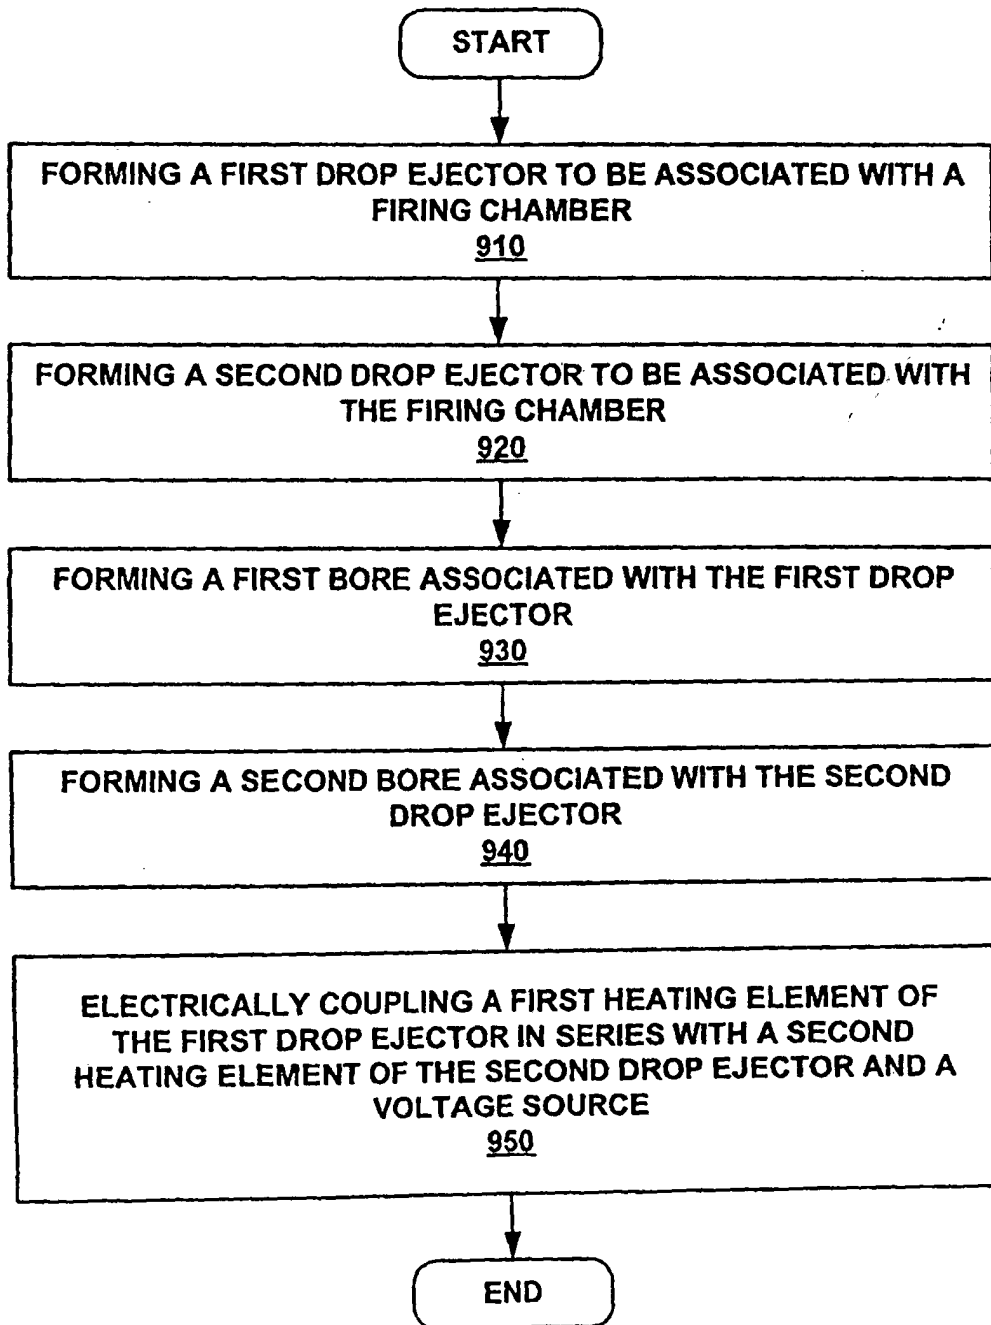 START
FORMING A FIRST DROP EJECTOR TO BE ASSOCIATED WITH A
FIRING CHAMBER
910
FORMING A SECOND DROP EJECTOR TO BE ASSOCIATED WITH
THE FIRING CHAMBER
920
FORMING A FIRST BORE ASSOCIATED WITH THE FIRST DROP
EJECTOR
930
FORMING A SECOND BORE ASSOCIATED WITH THE SECOND
DROP EJECTOR
940
ELECTRICALLY COUPLING A FIRST HEATING ELEMENT OF
THE FIRST DROP EJECTOR IN SERIES WITH A SECOND
HEATING ELEMENT OF THE SECOND DROP EJECTOR AND A
VOLTAGE SOURCE
950
END